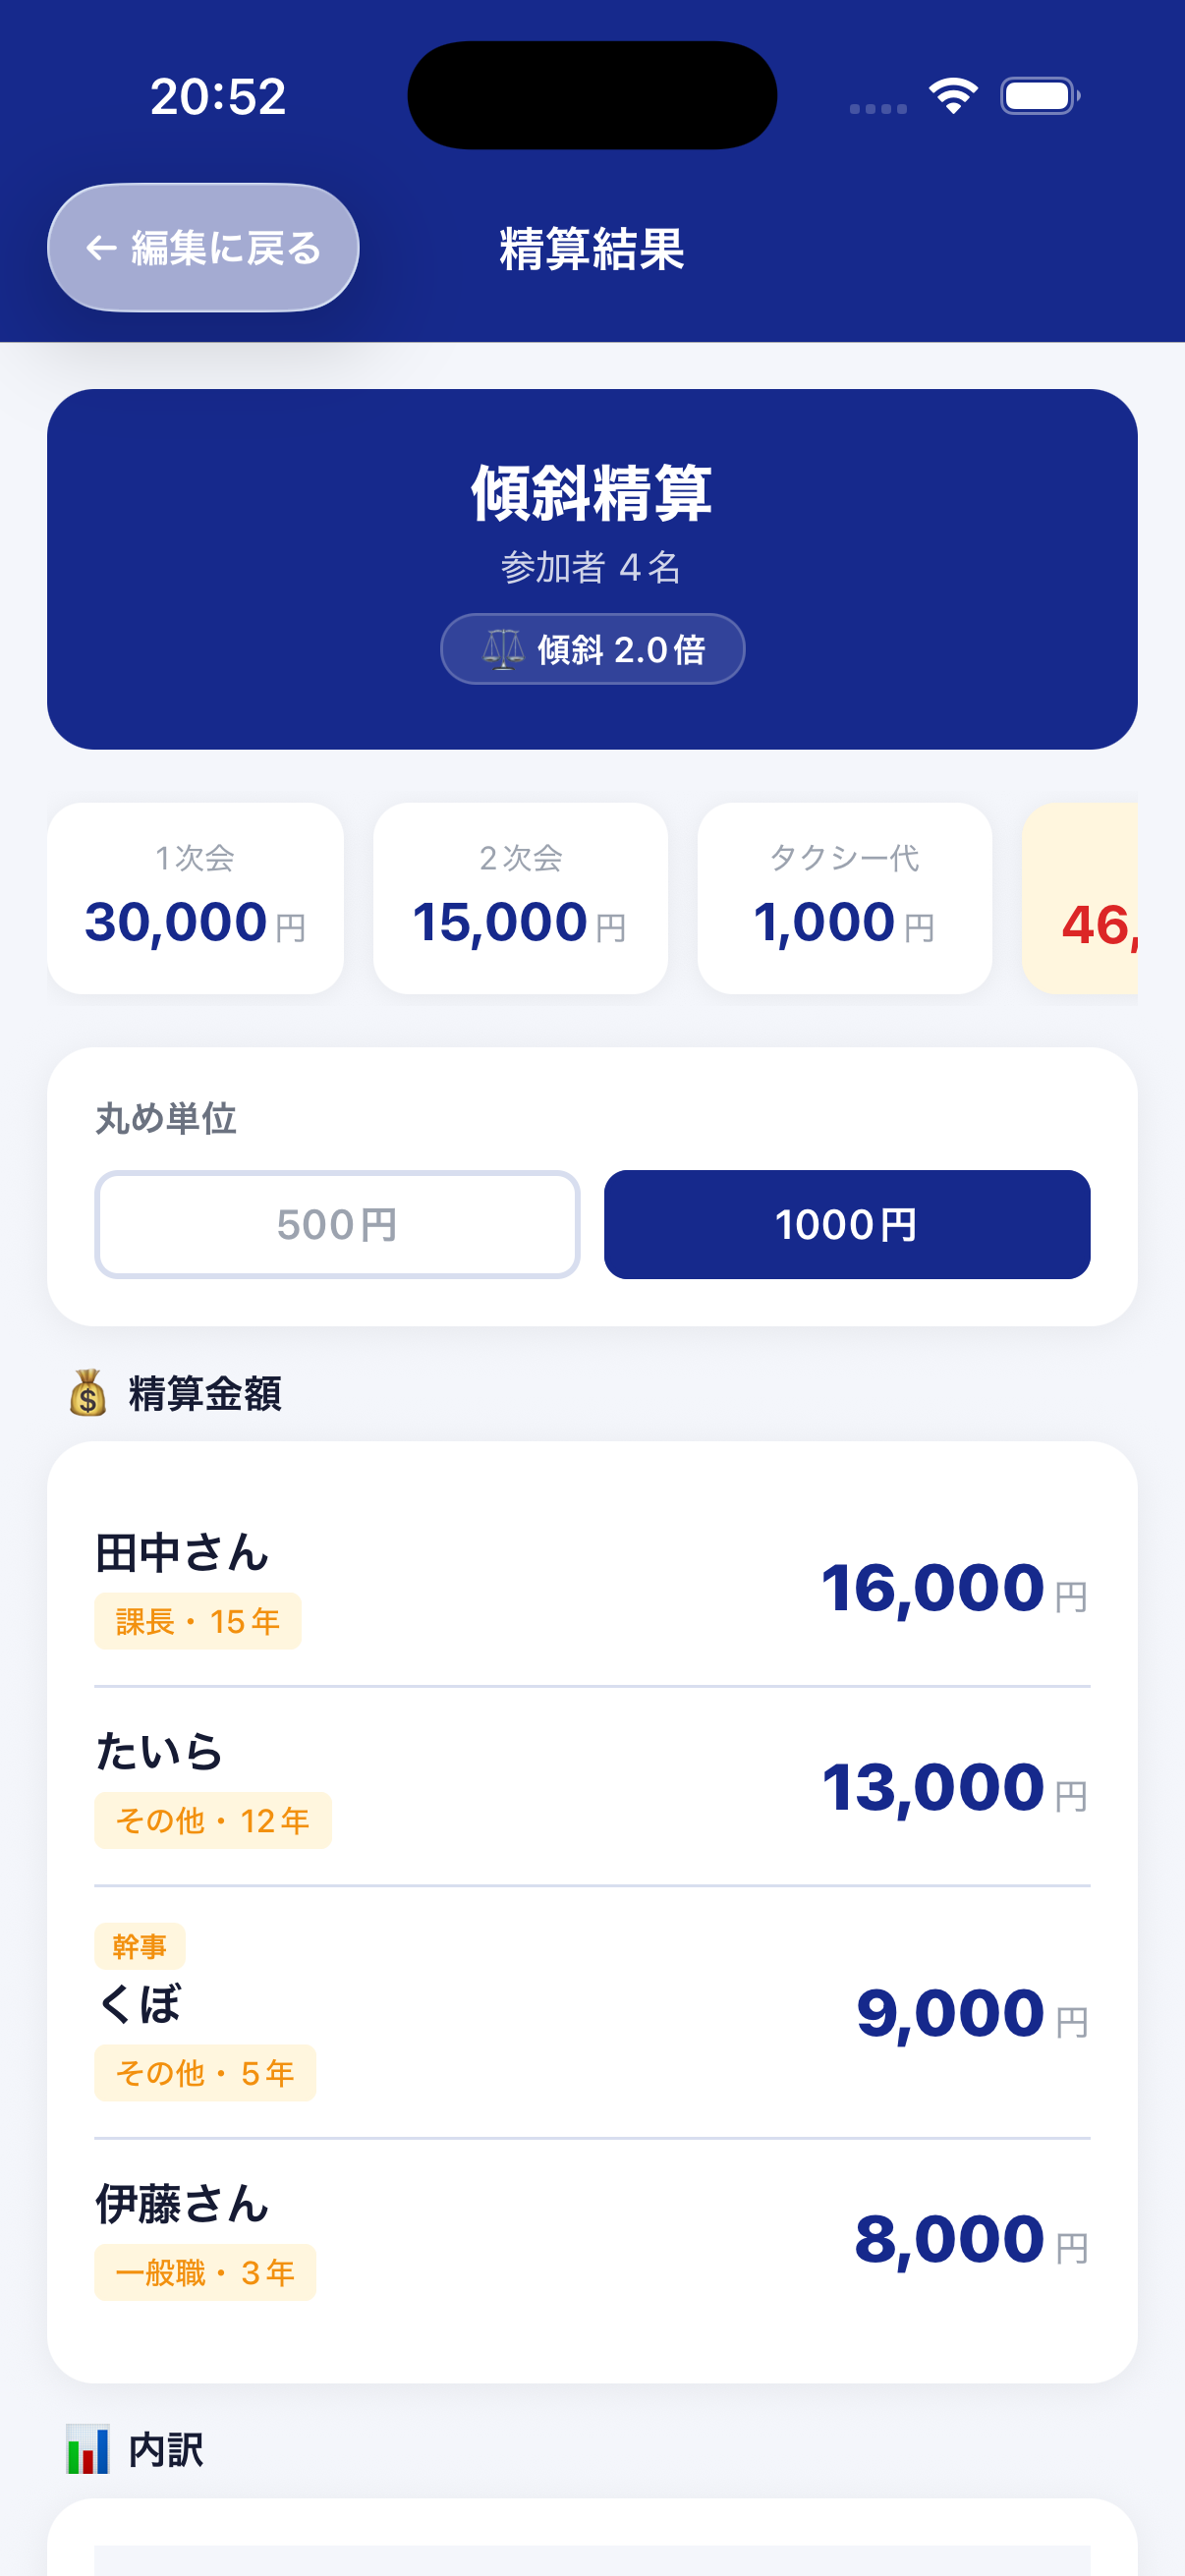 20:52
← 編集に戻る
精算結果
傾斜精算
参加者 4名
⚖️ 傾斜 2.0倍
1次会
30,000円
2次会
15,000円
タクシー代
1,000円
46,
丸め単位
500円
1000円
💰 精算金額
田中さん
課長・15年
16,000円
たいら
その他・12年
13,000円
幹事
くぼ
その他・5年
9,000円
伊藤さん
一般職・3年
8,000円
📊 内訳